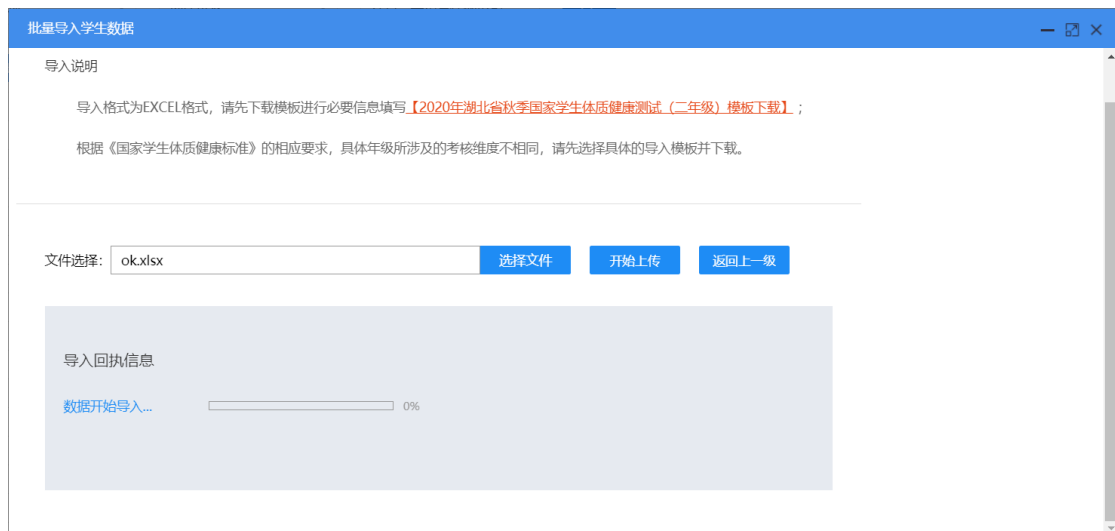 批量导入学生数据
导入说明
导入格式为EXCEL格式，请先下载模板进行必要信息填写【2020年湖北省秋季国家学生体质健康测试（二年级）模板下载】；
根据《国家学生体质健康标准》的相应要求，具体年级所涉及的考核维度不相同，请先选择具体的导入模板并下载。
文件选择： ok.xlsx 选择文件 开始上传 返回上一级
导入回执信息
数据开始导入... 0%